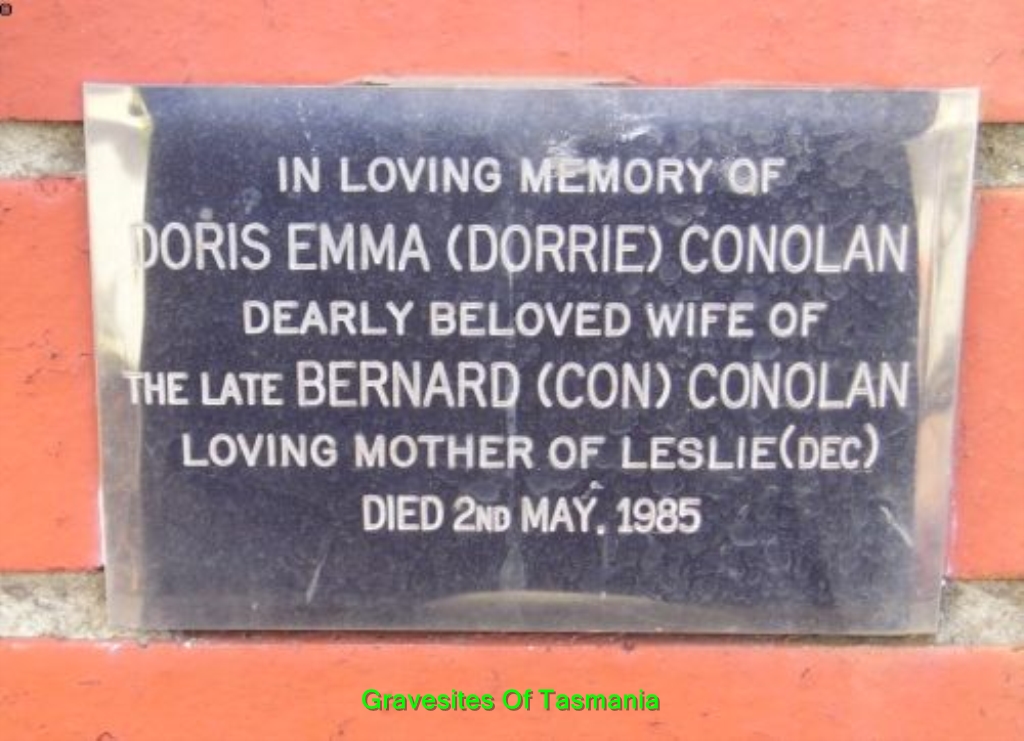 IN LOVING MEMORY OF
DORIS EMMA (DORRIE) CONOLAN
DEARLY BELOVED WIFE OF
THE LATE BERNARD (CON) CONOLAN
LOVING MOTHER OF LESLIE (DEC)
DIED 2ND MAY, 1985
Gravesites Of Tasmania